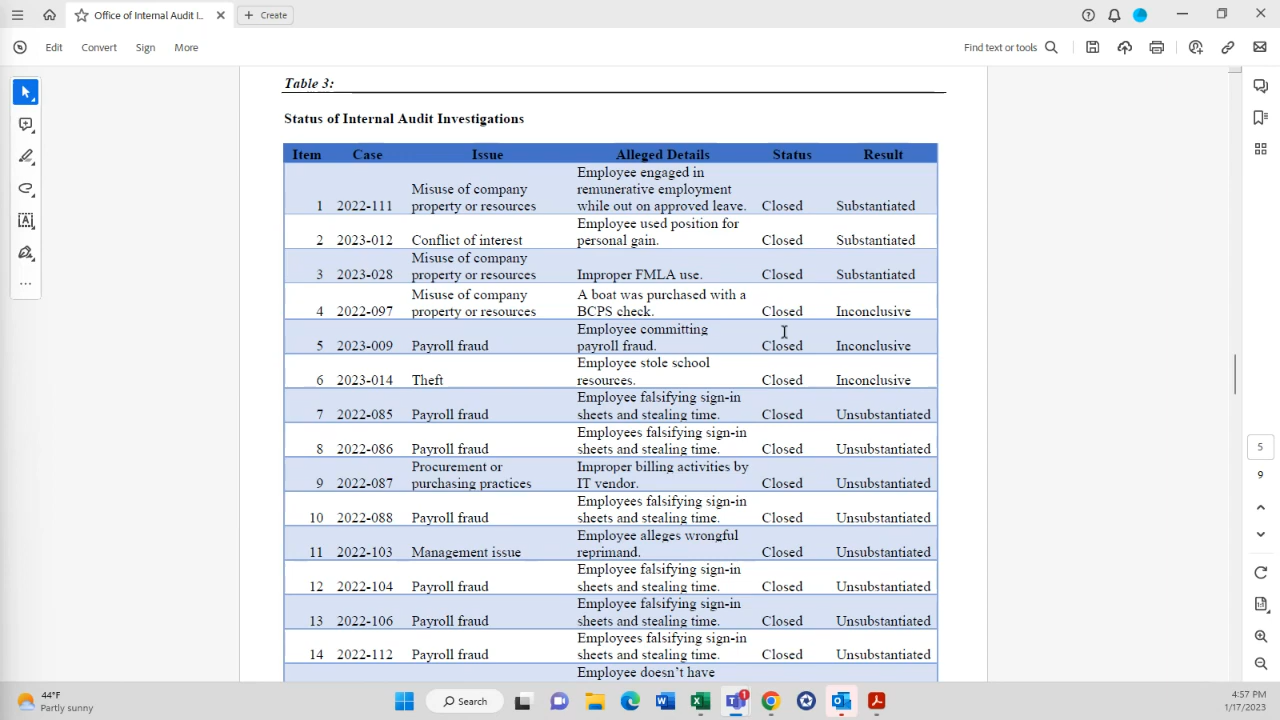 Office of Internal Audit I...
Create
Edit Convert Sign More
Find text or tools
Table 3:
Status of Internal Audit Investigations
Item Case Issue Alleged Details Status Result
Employee engaged in
Misuse of company remunerative employment
1 2022-111 property or resources while out on approved leave. Closed Substantiated
Employee used position for
2 2023-012 Conflict of interest personal gain. Closed Substantiated
Misuse of company
3 2023-028 property or resources Improper FMLA use. Closed Substantiated
Misuse of company A boat was purchased with a
4 2022-097 property or resources BCPS check. Closed Inconclusive
Employee committing
5 2023-009 Payroll fraud payroll fraud. Closed Inconclusive
Employee stole school
6 2023-014 Theft resources. Closed Inconclusive
Employee falsifying sign-in
7 2022-085 Payroll fraud sheets and stealing time. Closed Unsubstantiated
Employees falsifying sign-in
8 2022-086 Payroll fraud sheets and stealing time. Closed Unsubstantiated
Procurement or Improper billing activities by
9 2022-087 purchasing practices IT vendor. Closed Unsubstantiated
Employees falsifying sign-in
10 2022-088 Payroll fraud sheets and stealing time. Closed Unsubstantiated
Employee alleges wrongful
11 2022-103 Management issue reprimand. Closed Unsubstantiated
Employee falsifying sign-in
12 2022-104 Payroll fraud sheets and stealing time. Closed Unsubstantiated
Employee falsifying sign-in
13 2022-106 Payroll fraud sheets and stealing time. Closed Unsubstantiated
Employees falsifying sign-in
14 2022-112 Payroll fraud sheets and stealing time. Closed Unsubstantiated
Employee doesn't have
5
9
44°F
Partly sunny
Search
1
4:57 PM
1/17/2023